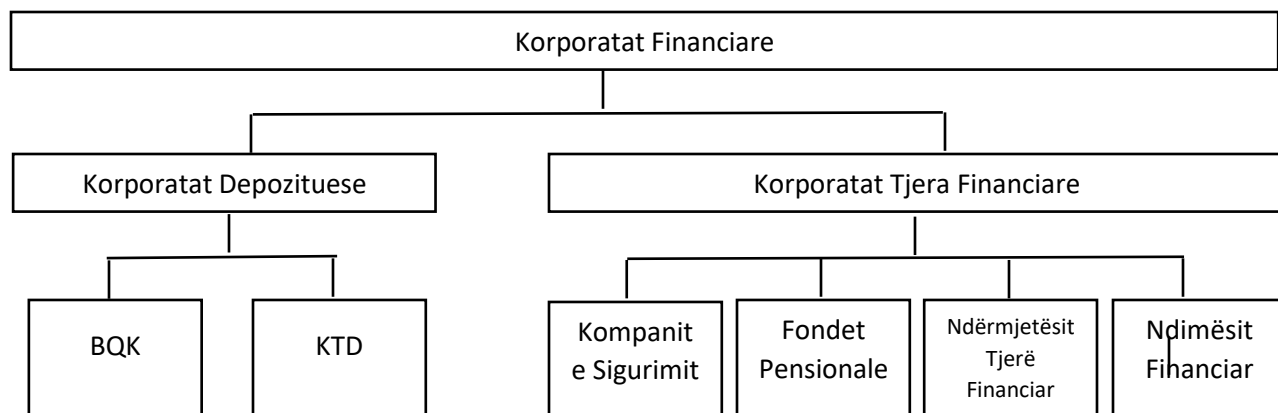 Korporatat Financiare
Korporatat Depozituese
Korporatat Tjera Financiare
BQK
KTD
Kompanit
e Sigurimit
Fondet
Pensionale
Ndërmjetësit
Tjerë
Financiar
Ndimësit
Financiar